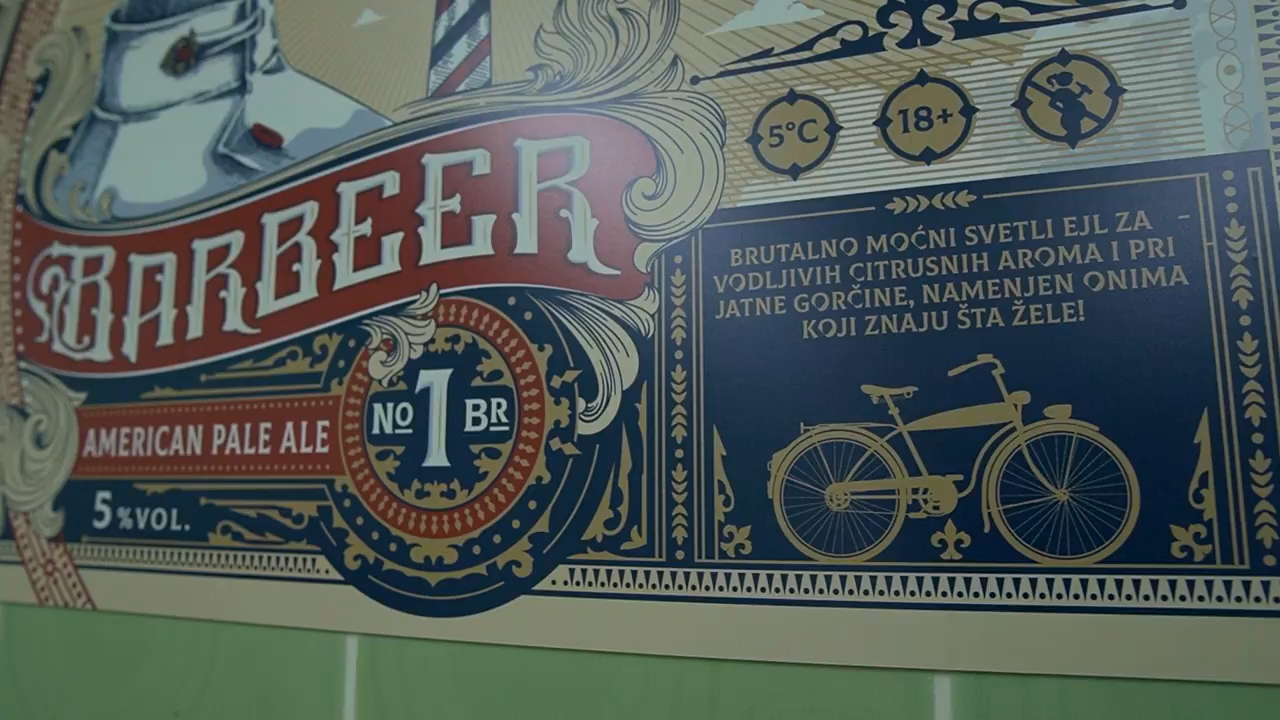 BARBEER
No 1 BR
AMERICAN PALE ALE
5% VOL.
5°C
18+
BRUTALNO MOĆNI SVETLI EJL ZA -
VODLJIVIH CITRUSNIH AROMA I PRI
JATNE GORČINE, NAMENJEN ONIMA
KOJI ZNAJU ŠTA ŽELE!